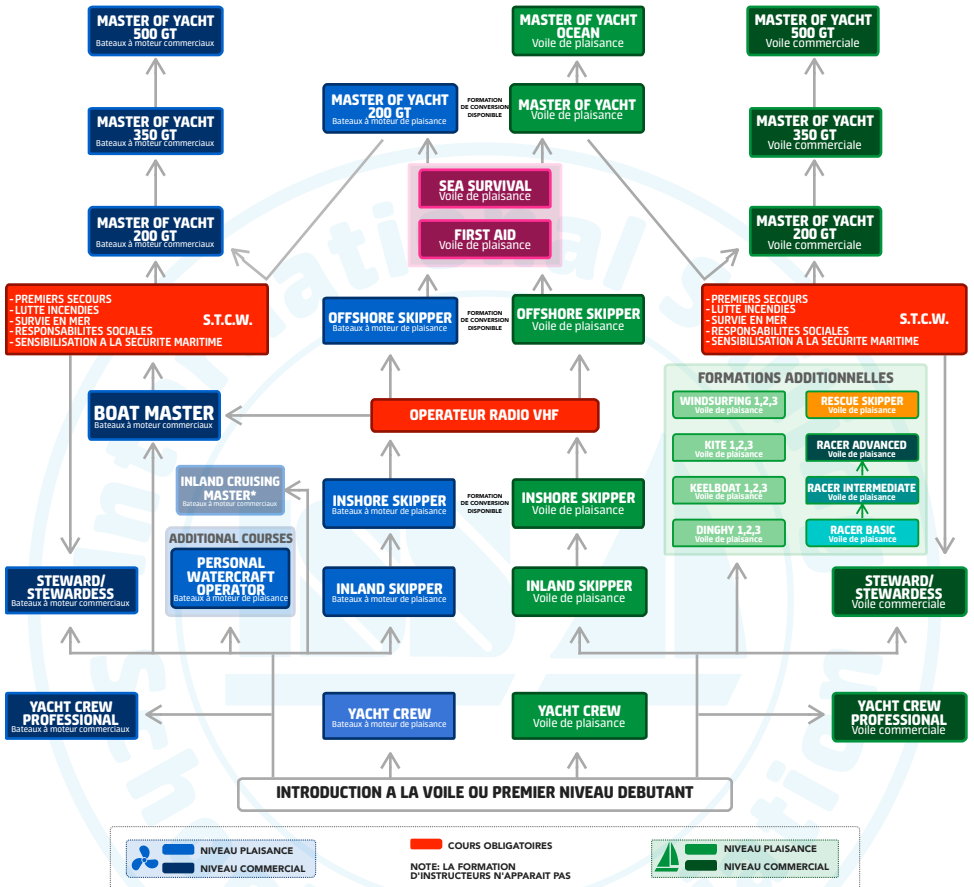 MASTER OF YACHT
500 GT
Bateaux à moteur commerciaux
MASTER OF YACHT
OCEAN
Voile de plaisance
MASTER OF YACHT
500 GT
Voile commerciale
MASTER OF YACHT
350 GT
Bateaux à moteur commerciaux
MASTER OF YACHT
200 GT
Bateaux à moteur de plaisance
FORMATION
DE CONVERSION
DISPONIBLE
MASTER OF YACHT
Voile de plaisance
MASTER OF YACHT
350 GT
Voile commerciale
SEA SURVIVAL
Voile de plaisance
FIRST AID
Voile de plaisance
MASTER OF YACHT
200 GT
Bateaux à moteur commerciaux
MASTER OF YACHT
200 GT
Voile commerciale
- PREMIERS SECOURS
- LUTTE INCENDIES
- SURVIE EN MER
- RESPONSABILITES SOCIALES
- SENSIBILISATION A LA SECURITE MARITIME
S.T.C.W.
OFFSHORE SKIPPER
Bateaux à moteur de plaisance
FORMATION
DE CONVERSION
DISPONIBLE
OFFSHORE SKIPPER
Voile de plaisance
- PREMIERS SECOURS
- LUTTE INCENDIES
- SURVIE EN MER
- RESPONSABILITES SOCIALES
- SENSIBILISATION A LA SECURITE MARITIME
S.T.C.W.
BOAT MASTER
Bateaux à moteur commerciaux
OPERATEUR RADIO VHF
FORMATIONS ADDITIONNELLES
WINDSURFING 1,2,3
Voile de plaisance
RESCUE SKIPPER
Voile de plaisance
KITE 1,2,3
Voile de plaisance
RACER ADVANCED
Voile de plaisance
KEELBOAT 1,2,3
Voile de plaisance
RACER INTERMEDIATE
Voile de plaisance
DINGHY 1,2,3
Voile de plaisance
RACER BASIC
Voile de plaisance
INLAND CRUISING
MASTER*
Bateaux à moteur commerciaux
INSHORE SKIPPER
Bateaux à moteur de plaisance
FORMATION
DE CONVERSION
DISPONIBLE
INSHORE SKIPPER
Voile de plaisance
ADDITIONAL COURSES
PERSONAL
WATERCRAFT
OPERATOR
Bateaux à moteur de plaisance
STEWARD/
STEWARDESS
Bateaux à moteur commerciaux
INLAND SKIPPER
Bateaux à moteur de plaisance
INLAND SKIPPER
Voile de plaisance
STEWARD/
STEWARDESS
Voile commerciale
YACHT CREW
PROFESSIONAL
Bateaux à moteur commerciaux
YACHT CREW
Bateaux à moteur de plaisance
YACHT CREW
Voile de plaisance
YACHT CREW
PROFESSIONAL
Voile commerciale
INTRODUCTION A LA VOILE OU PREMIER NIVEAU DEBUTANT
NIVEAU PLAISANCE
NIVEAU COMMERCIAL
COURS OBLIGATOIRES
NOTE: LA FORMATION
D'INSTRUCTEURS N'APPARAIT PAS
NIVEAU PLAISANCE
NIVEAU COMMERCIAL